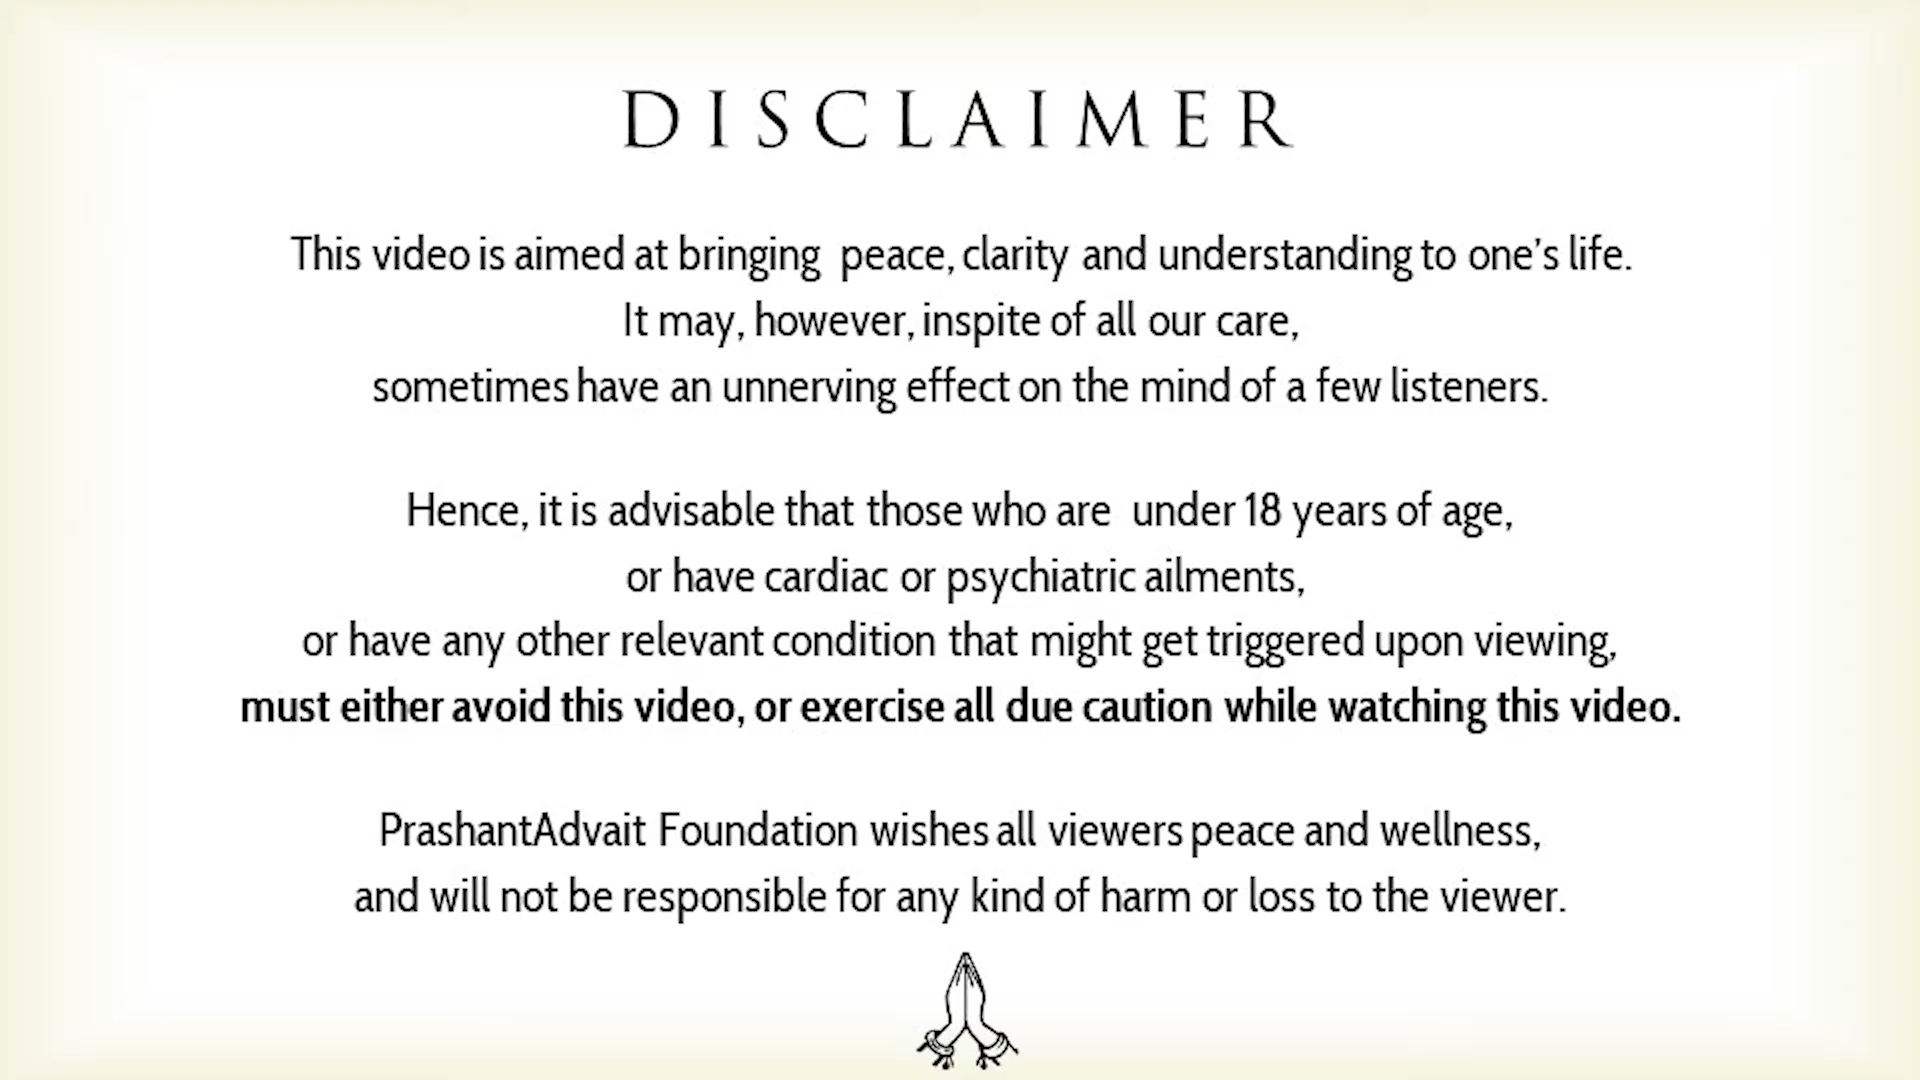 DISCLAIMER
This video is aimed at bringing peace, clarity and understanding to one's life.
It may, however, inspite of all our care,
sometimes have an unnerving effect on the mind of a few listeners.
Hence, it is advisable that those who are under 18 years of age,
or have cardiac or psychiatric ailments,
or have any other relevant condition that might get triggered upon viewing,
must either avoid this video, or exercise all due caution while watching this video.
PrashantAdvait Foundation wishes all viewers peace and wellness,
and will not be responsible for any kind of harm or loss to the viewer.